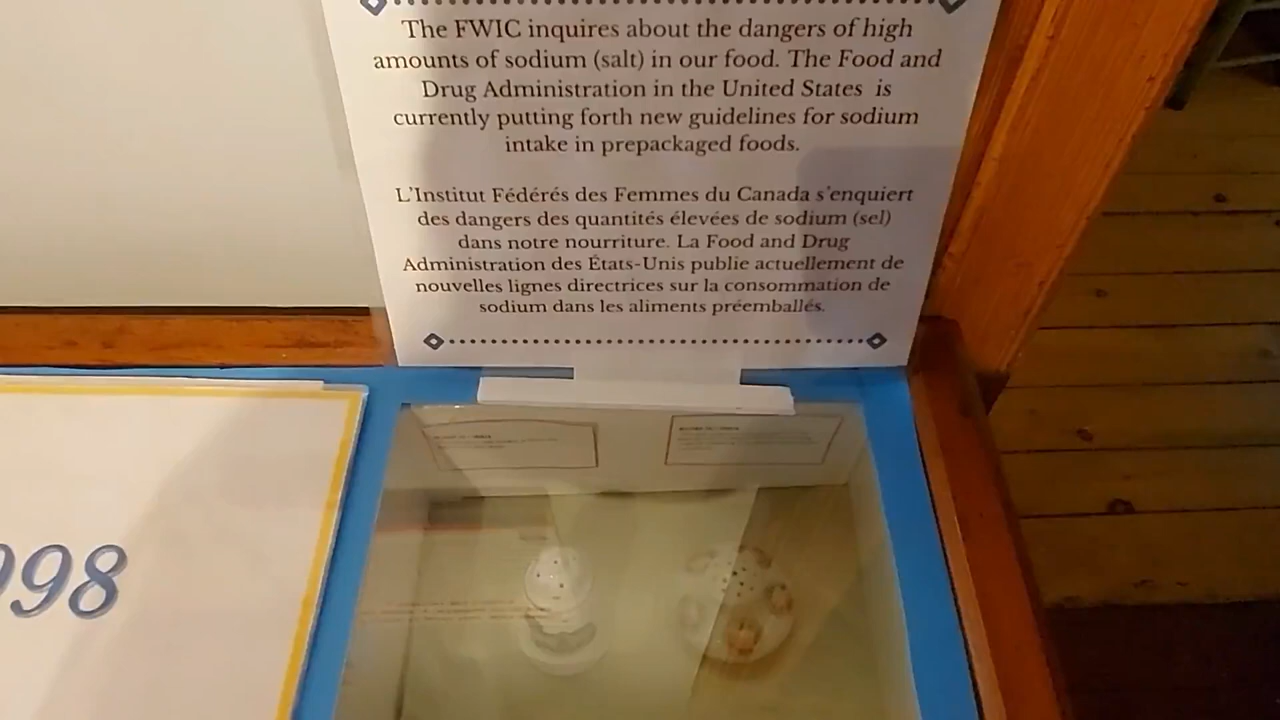 The FWIC inquires about the dangers of high
amounts of sodium (salt) in our food. The Food and
Drug Administration in the United States is
currently putting forth new guidelines for sodium
intake in prepackaged foods.
L'Institut Fédérés des Femmes du Canada s'enquiert
des dangers des quantités élevées de sodium (sel)
dans notre nourriture. La Food and Drug
Administration des États-Unis publie actuellement de
nouvelles lignes directrices sur la consommation de
sodium dans les aliments préemballés.
98